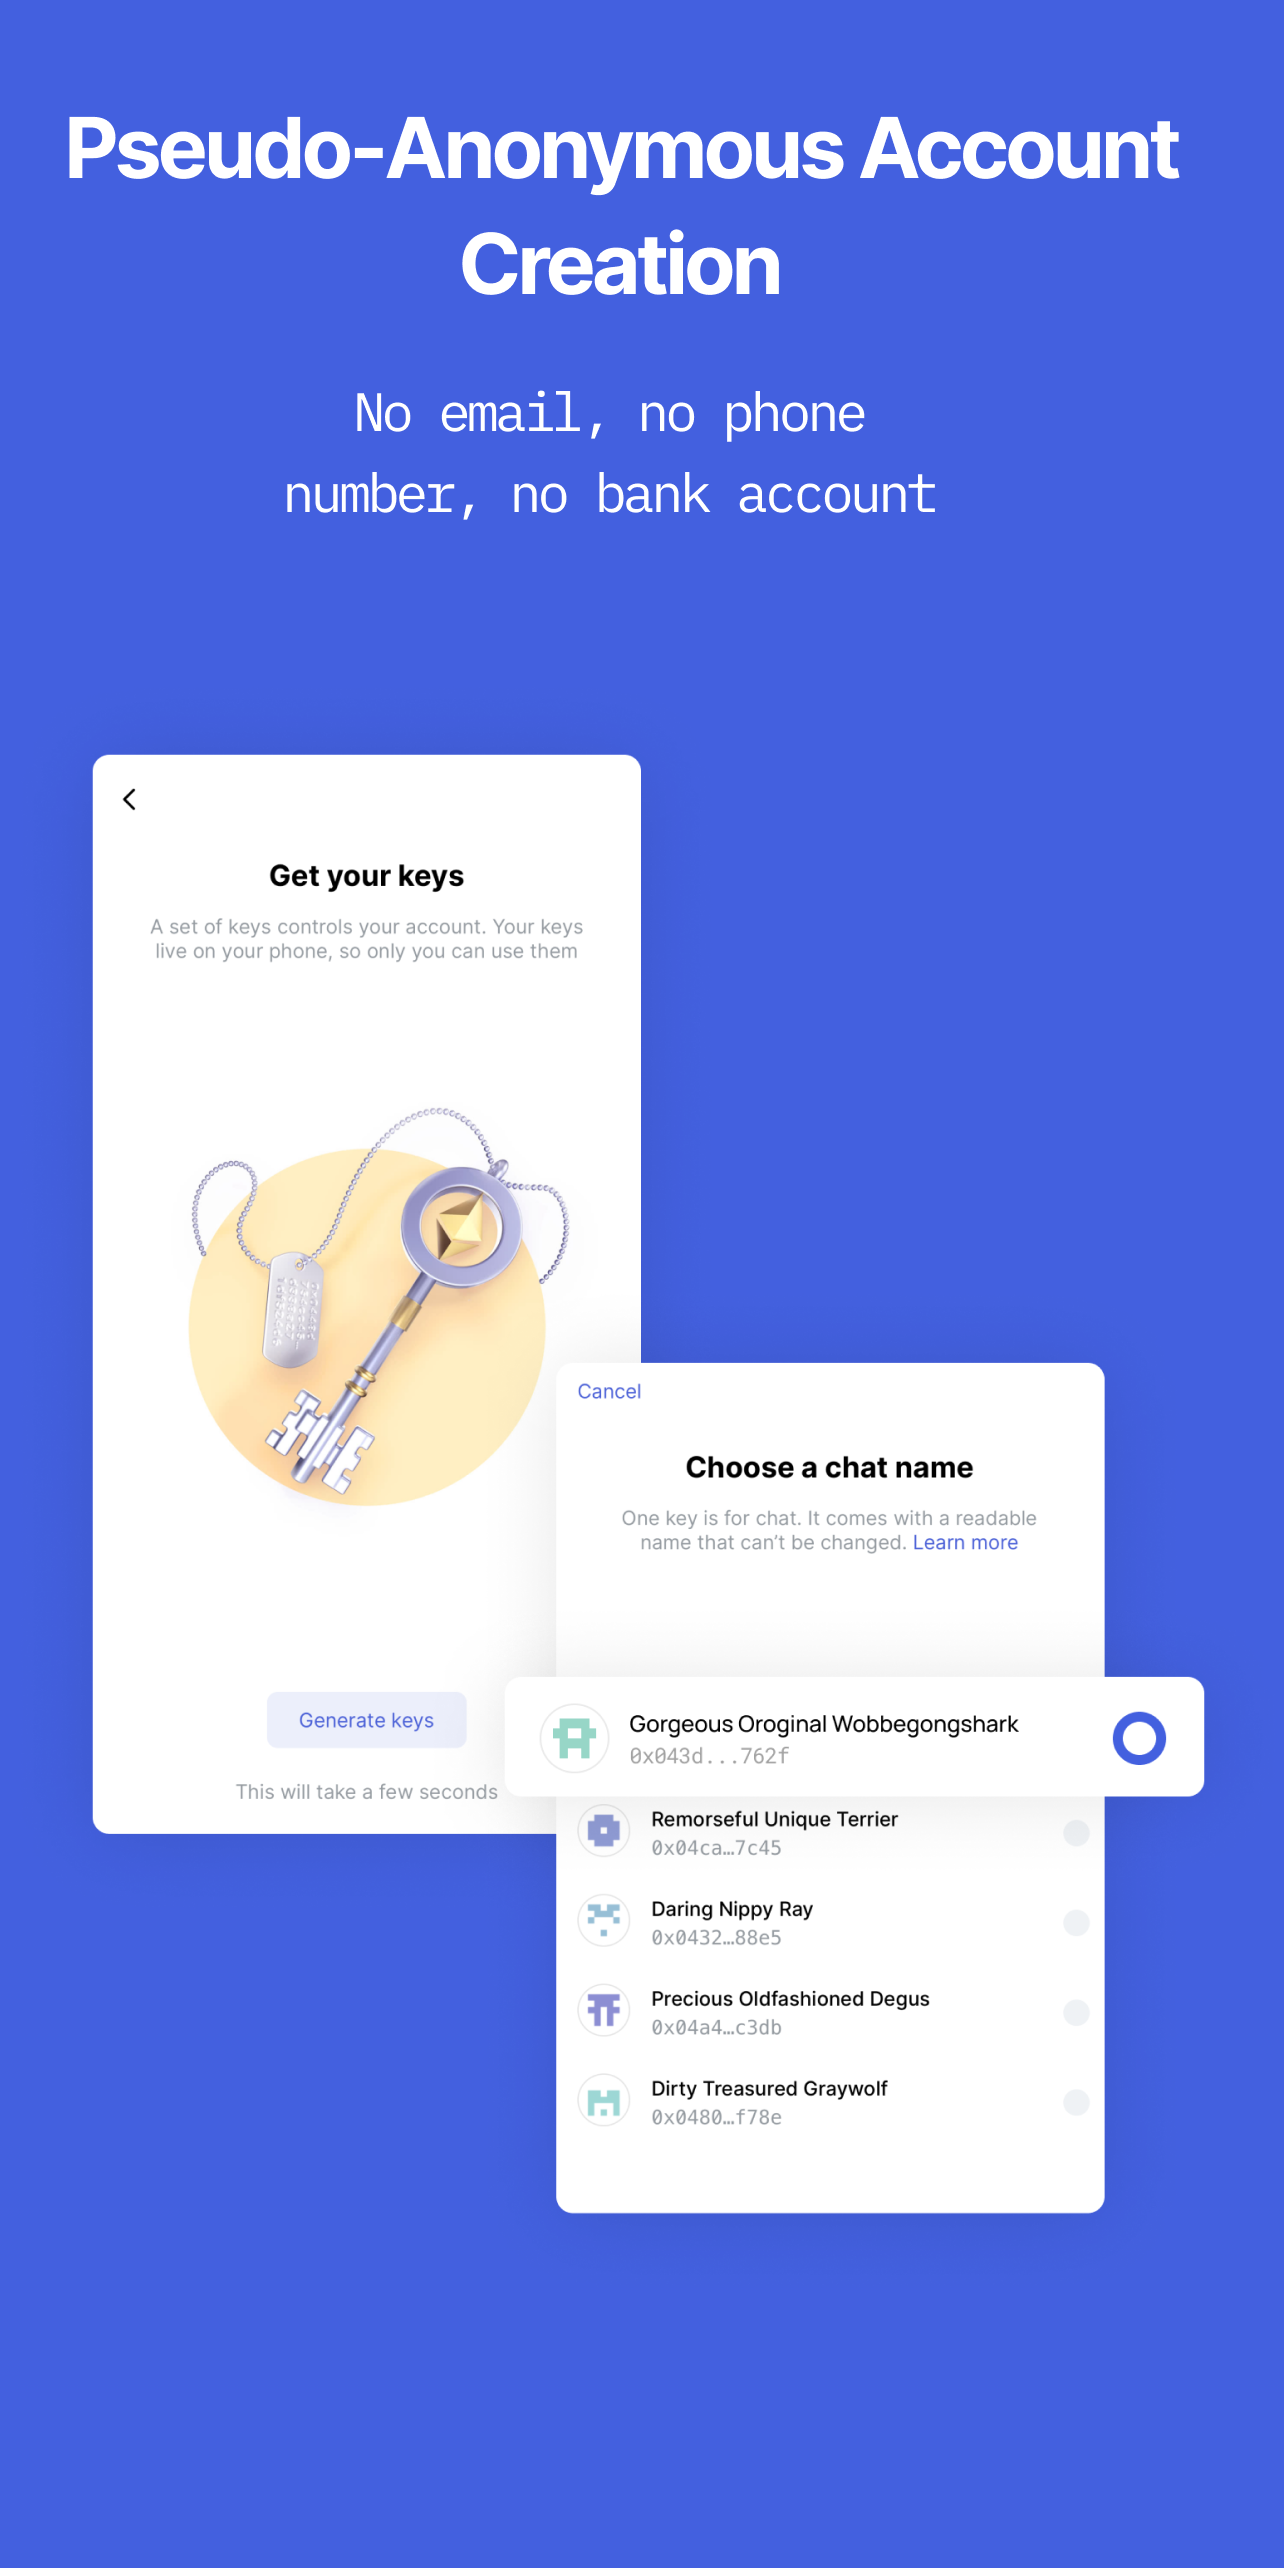 Pseudo-Anonymous Account
Creation
No email, no phone
number, no bank account
Get your keys
A set of keys controls your account. Your keys
live on your phone, so only you can use them
Generate keys
This will take a few seconds
Cancel
Choose a chat name
One key is for chat. It comes with a readable
name that can’t be changed. Learn more
Gorgeous Oroginal Wobbegongshark
0x043d...762f
Remorseful Unique Terrier
0x04ca…7c45
Daring Nippy Ray
0x0432…88e5
Precious Oldfashioned Degus
0x04a4…c3db
Dirty Treasured Graywolf
0x0480…f78e